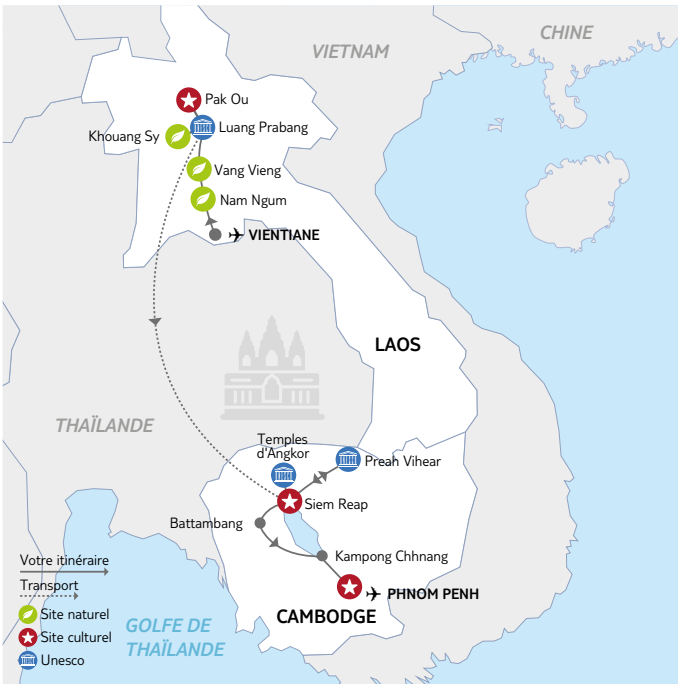 CHINE
VIETNAM
Pak Ou
Luang Prabang
Khouang Sy
Vang Vieng
Nam Ngum
VIENTIANE
LAOS
THAÏLANDE
Temples
d'Angkor
Preah Vihear
Siem Reap
Battambang
Kampong Chhnang
PHNOM PENH
CAMBODGE
Votre itinéraire
Transport
Site naturel
Site culturel
Unesco
GOLFE DE
THAÏLANDE